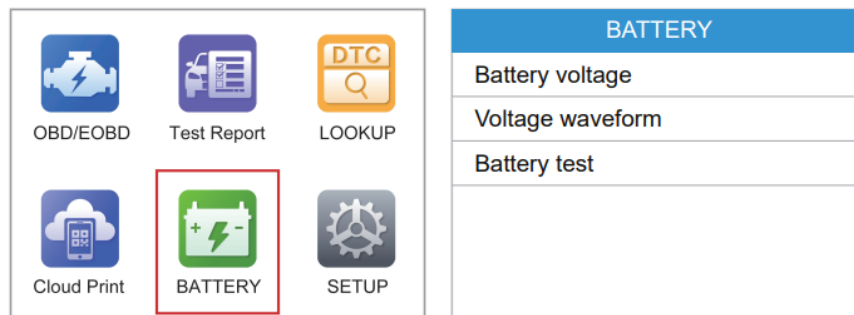 DTC
OBD/EOBD
Test Report
LOOKUP
+ -
Cloud Print
BATTERY
SETUP
BATTERY
Battery voltage
Voltage waveform
Battery test